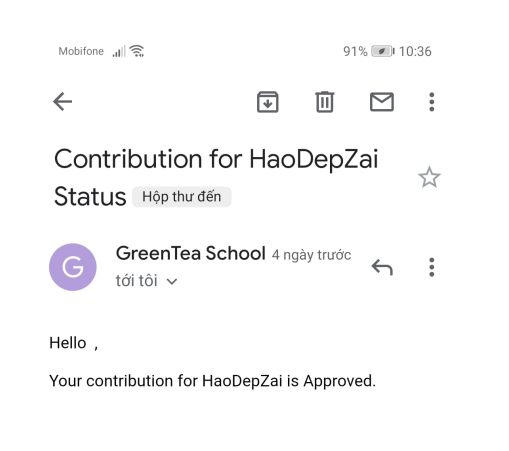 Mobifone 91% 10:36
Contribution for HaoDepZai
Status Hộp thư đến
G GreenTea School 4 ngày trước
tới tôi
Hello ,
Your contribution for HaoDepZai is Approved.